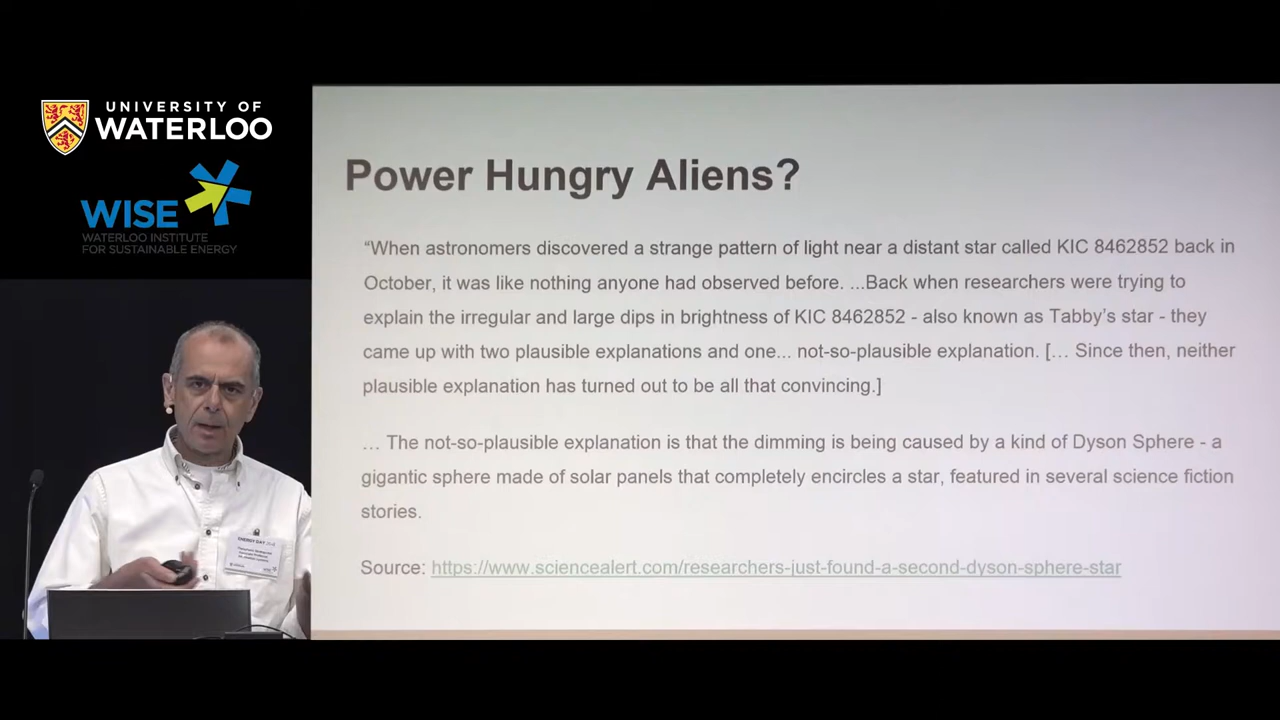 UNIVERSITY OF
WATERLOO
WISE
WATERLOO INSTITUTE
FOR SUSTAINABLE ENERGY
Power Hungry Aliens?
“When astronomers discovered a strange pattern of light near a distant star called KIC 8462852 back in
October, it was like nothing anyone had observed before. ...Back when researchers were trying to
explain the irregular and large dips in brightness of KIC 8462852 - also known as Tabby’s star - they
came up with two plausible explanations and one... not-so-plausible explanation. [… Since then, neither
plausible explanation has turned out to be all that convincing.]
… The not-so-plausible explanation is that the dimming is being caused by a kind of Dyson Sphere - a
gigantic sphere made of solar panels that completely encircles a star, featured in several science fiction
stories.
Source: https://www.sciencealert.com/researchers-just-found-a-second-dyson-sphere-star
ENERGY DAY